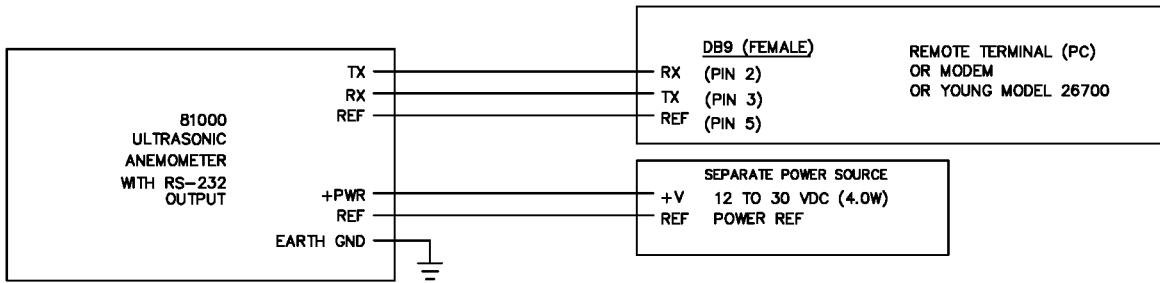 81000
ULTRASONIC
ANEMOMETER
WITH RS-232
OUTPUT
TX
RX
REF
+PWR
REF
EARTH GND
DB9 (FEMALE)
RX (PIN 2)
TX (PIN 3)
REF (PIN 5)
REMOTE TERMINAL (PC)
OR MODEM
OR YOUNG MODEL 26700
SEPARATE POWER SOURCE
+V 12 TO 30 VDC (4.0W)
REF POWER REF